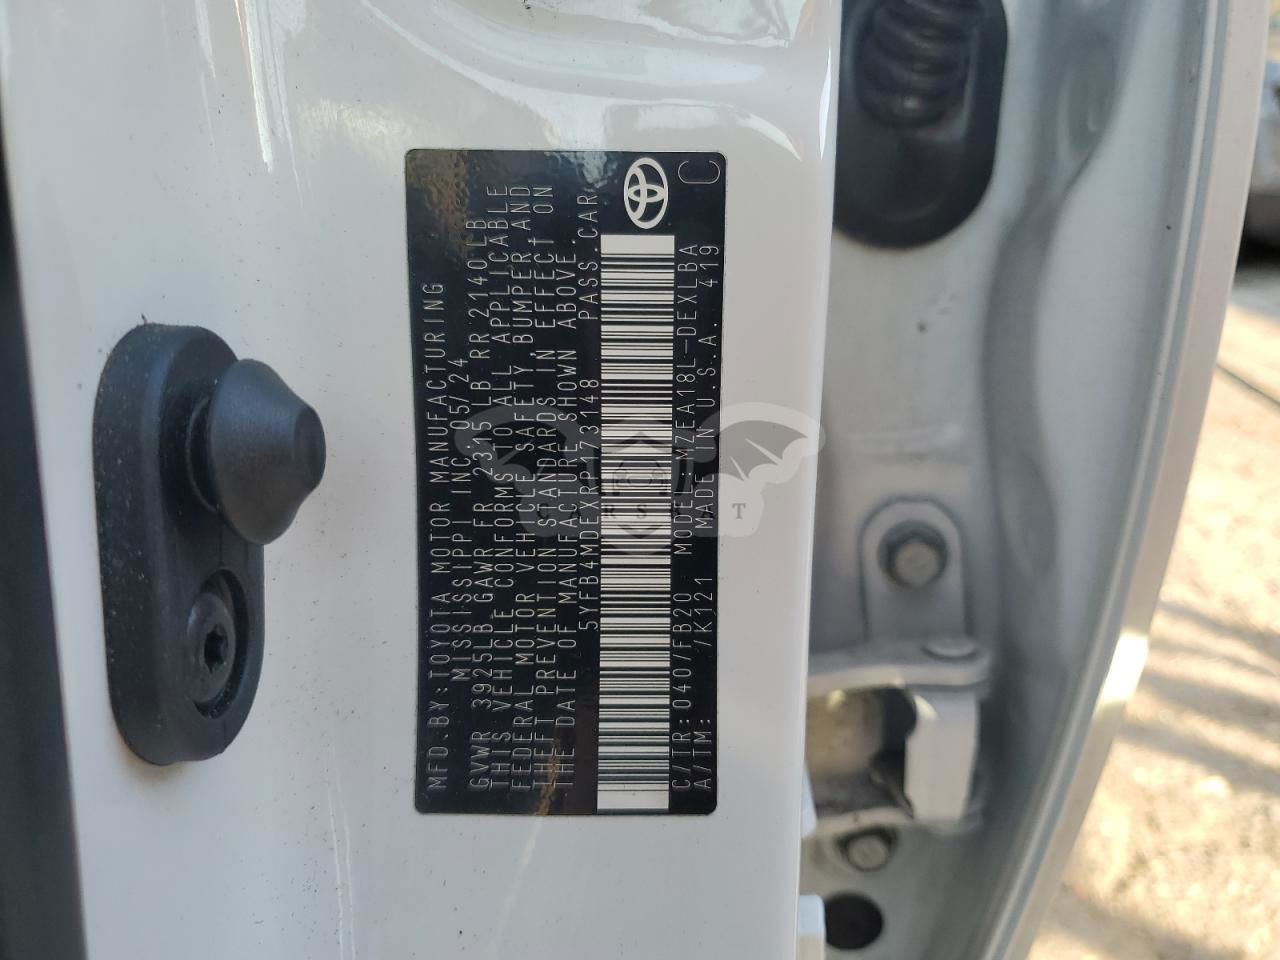 MFD.BY:TOYOTA MOTOR MANUFACTURING
MISSISSIPPI INC. 05/24
GVWR 3925LB GAWR FR 2315LB RR 2140LB
THIS VEHICLE CONFORMS TO ALL APPLICABLE
FEDERAL MOTOR VEHICLE SAFETY,BUMPER,AND
THEFT PREVENTION STANDARDS IN EFFECT ON
THE DATE OF MANUFACTURE SHOWN ABOVE.
5YFB4MDEXRP173148 PASS.CAR
C/TR:040/FB20 MODEL:MZEA18L-DEXLBA
A/TM: /K121 MADE IN U.S.A. 419
C